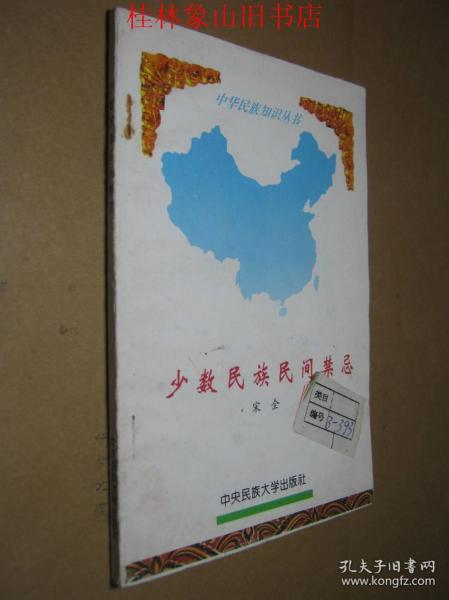 桂林象山旧书店
中华民族知识丛书
少数民族民间禁忌
宋全
类目
编号 B-393
中央民族大学出版社
孔夫子旧书网
www.kongfz.com